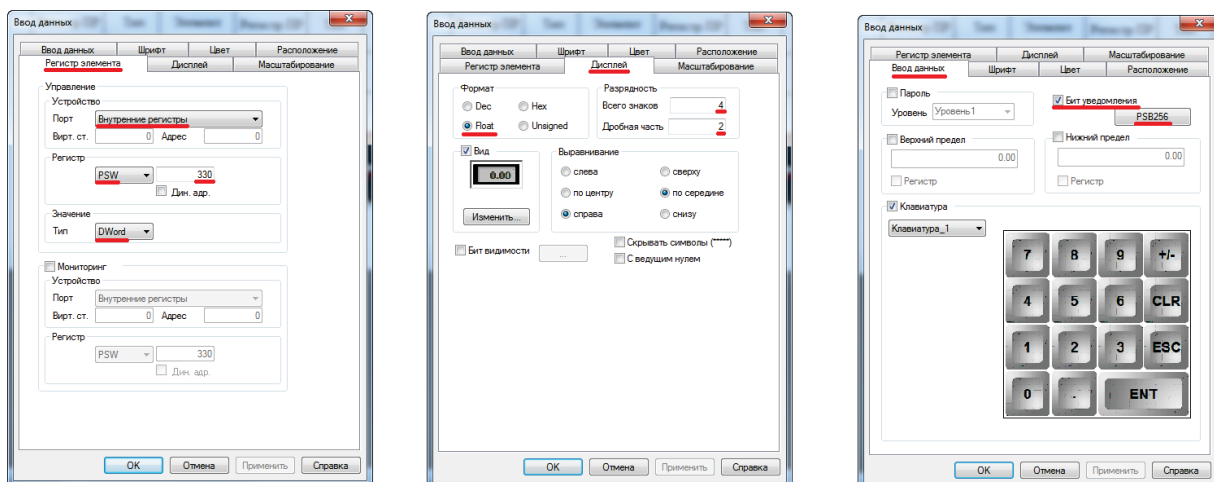 Ввод данных
Ввод данных Шрифт Цвет Расположение
Регистр элемента Дисплей Масштабирование
Управление
Устройство
Порт Внутренние регистры
Вирт. ст. 0 Адрес 0
Регистр
PSW 330
Дин. адр.
Значение
Тип DWord
Мониторинг
Устройство
Порт Внутренние регистры
Вирт. ст. 0 Адрес 0
Регистр
PSW 330
Дин. адр.
OK Отмена Применить Справка
Ввод данных
Ввод данных Шрифт Цвет Расположение
Регистр элемента Дисплей Масштабирование
Формат
Dec Hex
Float Unsigned
Разрядность
Всего знаков 4
Дробная часть 2
Вид
0.00
Изменить...
Выравнивание
слева сверху
по центру по середине
справа снизу
Бит видимости ...
Скрывать символы (*****)
С ведущим нулем
OK Отмена Применить Справка
Ввод данных
Регистр элемента Дисплей Масштабирование
Ввод данных Шрифт Цвет Расположение
Пароль
Уровень Уровень1
Бит уведомления
PSB256
Верхний предел
0.00
Регистр
Нижний предел
0.00
Регистр
Клавиатура
Клавиатура_1
7 8 9 +/-
4 5 6 CLR
1 2 3 ESC
0 . ENT
OK Отмена Применить Справка